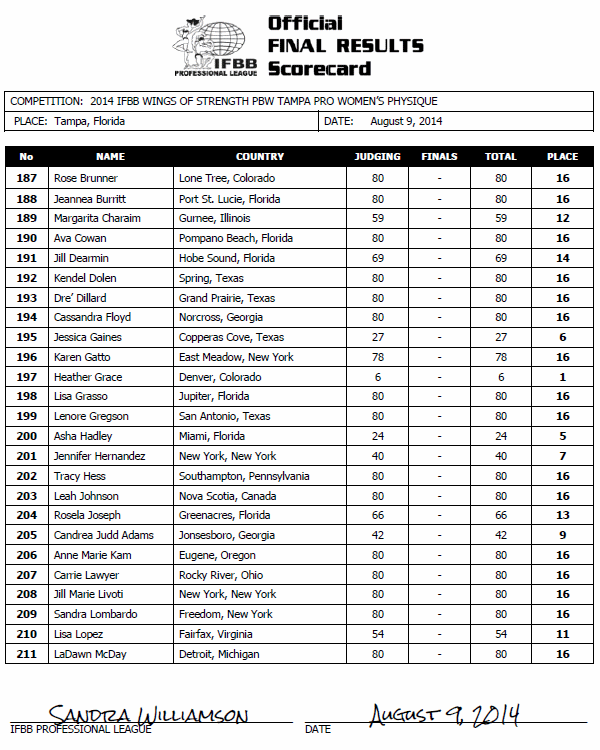 IFBB
PROFESSIONAL LEAGUE
Official
FINAL RESULTS
Scorecard
COMPETITION: 2014 IFBB WINGS OF STRENGTH PBW TAMPA PRO WOMEN'S PHYSIQUE
PLACE: Tampa, Florida DATE: August 9, 2014
No NAME COUNTRY JUDGING FINALS TOTAL PLACE
187 Rose Brunner Lone Tree, Colorado 80 - 80 16
188 Jeannea Burritt Port St. Lucie, Florida 80 - 80 16
189 Margarita Charaim Gurnee, Illinois 59 - 59 12
190 Ava Cowan Pompano Beach, Florida 80 - 80 16
191 Jill Dearmin Hobe Sound, Florida 69 - 69 14
192 Kendel Dolen Spring, Texas 80 - 80 16
193 Dre' Dillard Grand Prairie, Texas 80 - 80 16
194 Cassandra Floyd Norcross, Georgia 80 - 80 16
195 Jessica Gaines Copperas Cove, Texas 27 - 27 6
196 Karen Gatto East Meadow, New York 78 - 78 16
197 Heather Grace Denver, Colorado 6 - 6 1
198 Lisa Grasso Jupiter, Florida 80 - 80 16
199 Lenore Gregson San Antonio, Texas 80 - 80 16
200 Asha Hadley Miami, Florida 24 - 24 5
201 Jennifer Hernandez New York, New York 40 - 40 7
202 Tracy Hess Southampton, Pennsylvania 80 - 80 16
203 Leah Johnson Nova Scotia, Canada 80 - 80 16
204 Rosela Joseph Greenacres, Florida 66 - 66 13
205 Candrea Judd Adams Jonsesboro, Georgia 42 - 42 9
206 Anne Marie Kam Eugene, Oregon 80 - 80 16
207 Carrie Lawyer Rocky River, Ohio 80 - 80 16
208 Jill Marie Livoti New York, New York 80 - 80 16
209 Sandra Lombardo Freedom, New York 80 - 80 16
210 Lisa Lopez Fairfax, Virginia 54 - 54 11
211 LaDawn McDay Detroit, Michigan 80 - 80 16
SANDRA WILLIAMSON AUGUST 9, 2014
IFBB PROFESSIONAL LEAGUE DATE